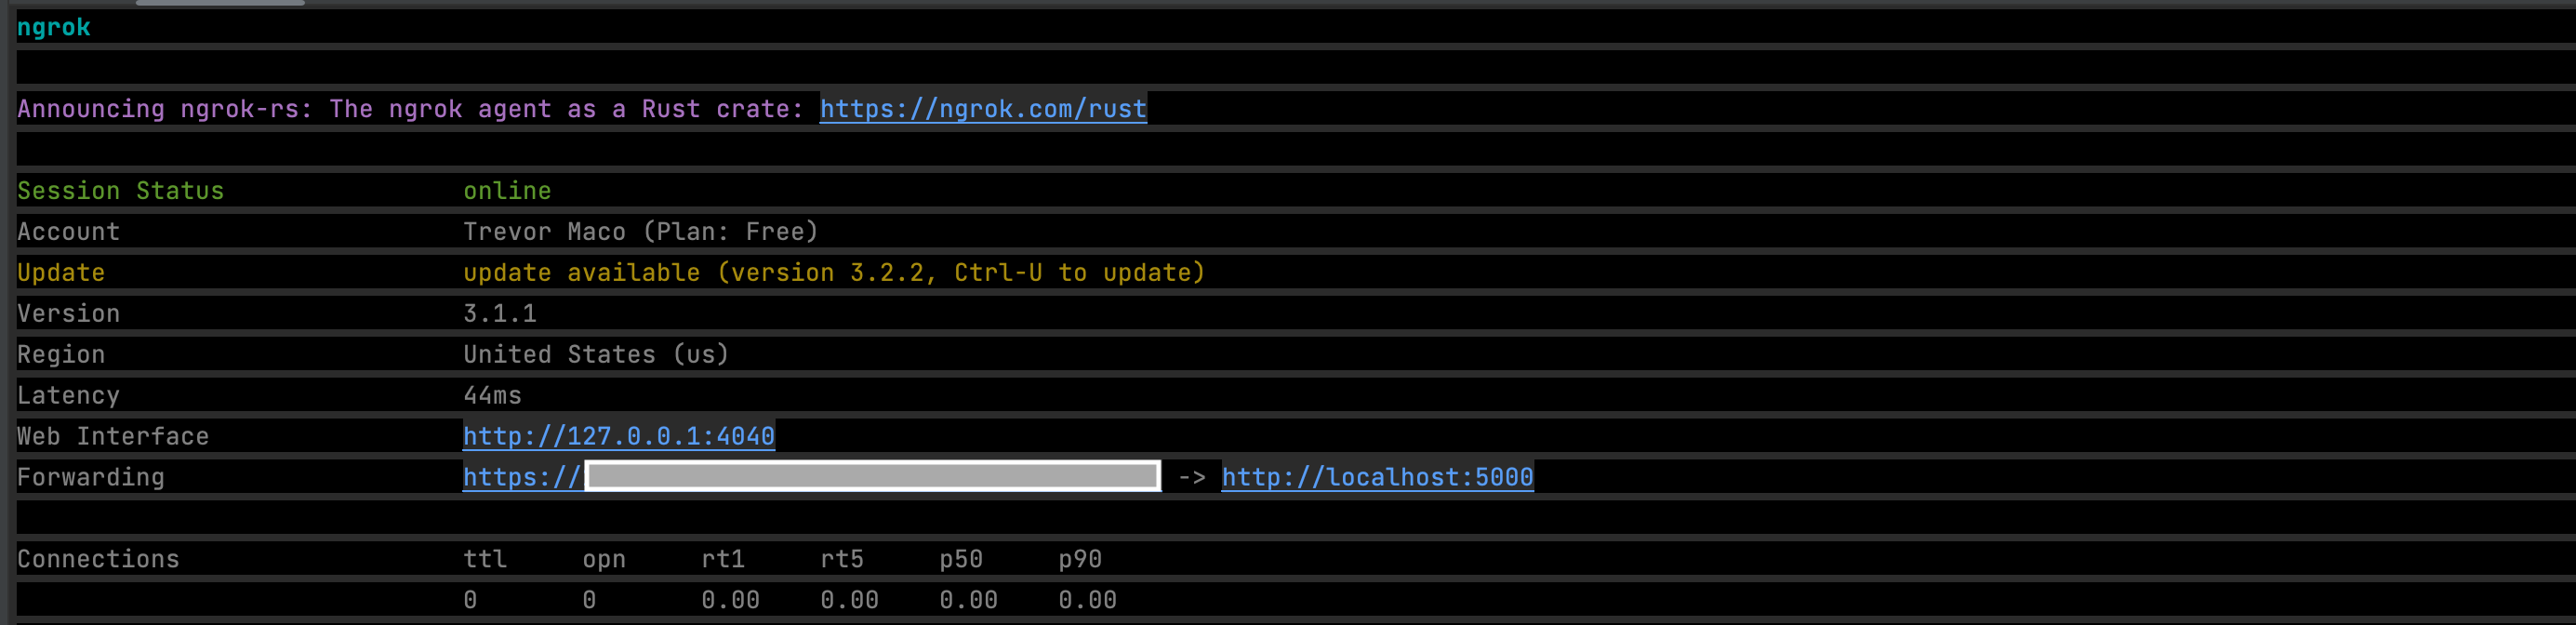 ngrok
Announcing ngrok-rs: The ngrok agent as a Rust crate: https://ngrok.com/rust
Session Status online
Account Trevor Maco (Plan: Free)
Update update available (version 3.2.2, Ctrl-U to update)
Version 3.1.1
Region United States (us)
Latency 44ms
Web Interface http://127.0.0.1:4040
Forwarding https:// -> http://localhost:5000
Connections ttl opn rt1 rt5 p50 p90
0 0 0.00 0.00 0.00 0.00